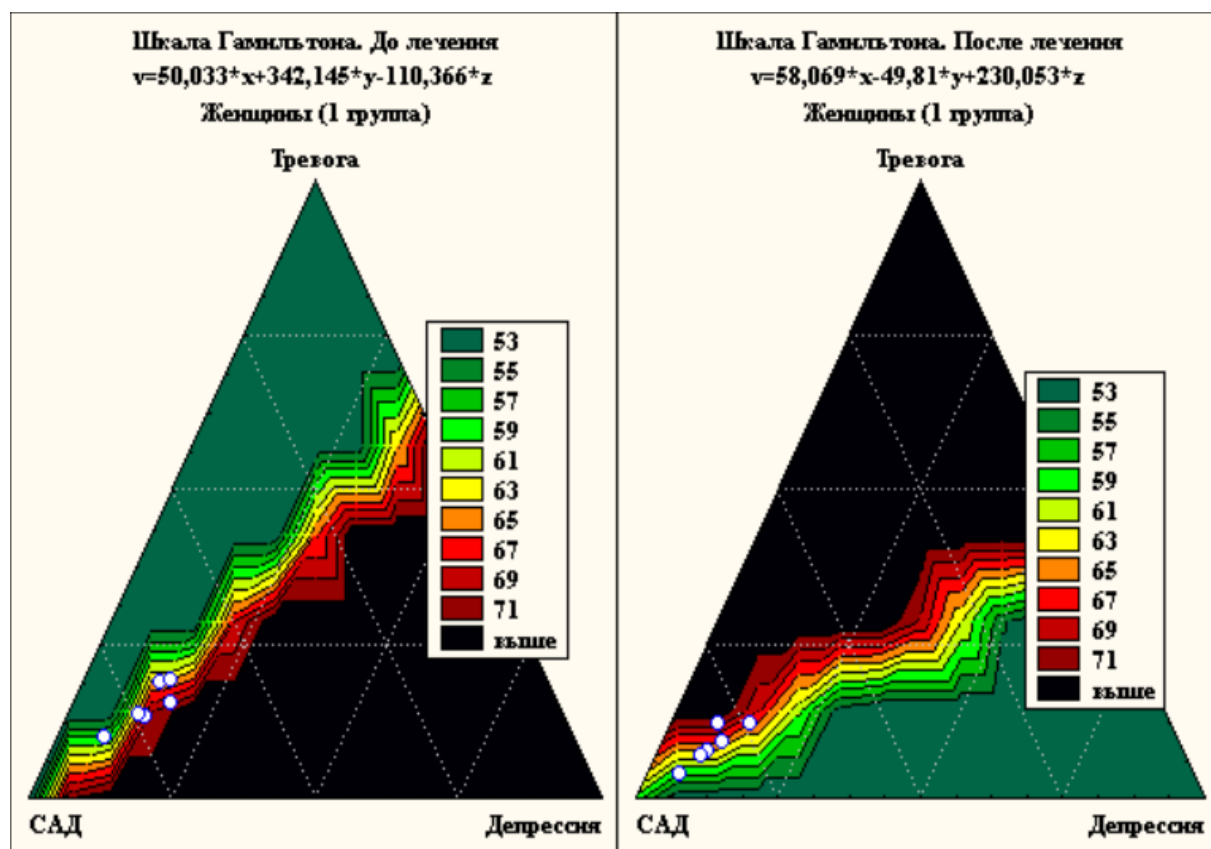 Шкала Гамильтона. До лечения
v=50,033*x+342,145*y-110,366*z
Женщины (1 группа)
Тревога
53
55
57
59
61
63
65
67
69
71
выше
САД
Депрессия
Шкала Гамильтона. После лечения
v=58,069*x-49,81*y+230,053*z
Женщины (1 группа)
Тревога
53
55
57
59
61
63
65
67
69
71
выше
САД
Депрессия